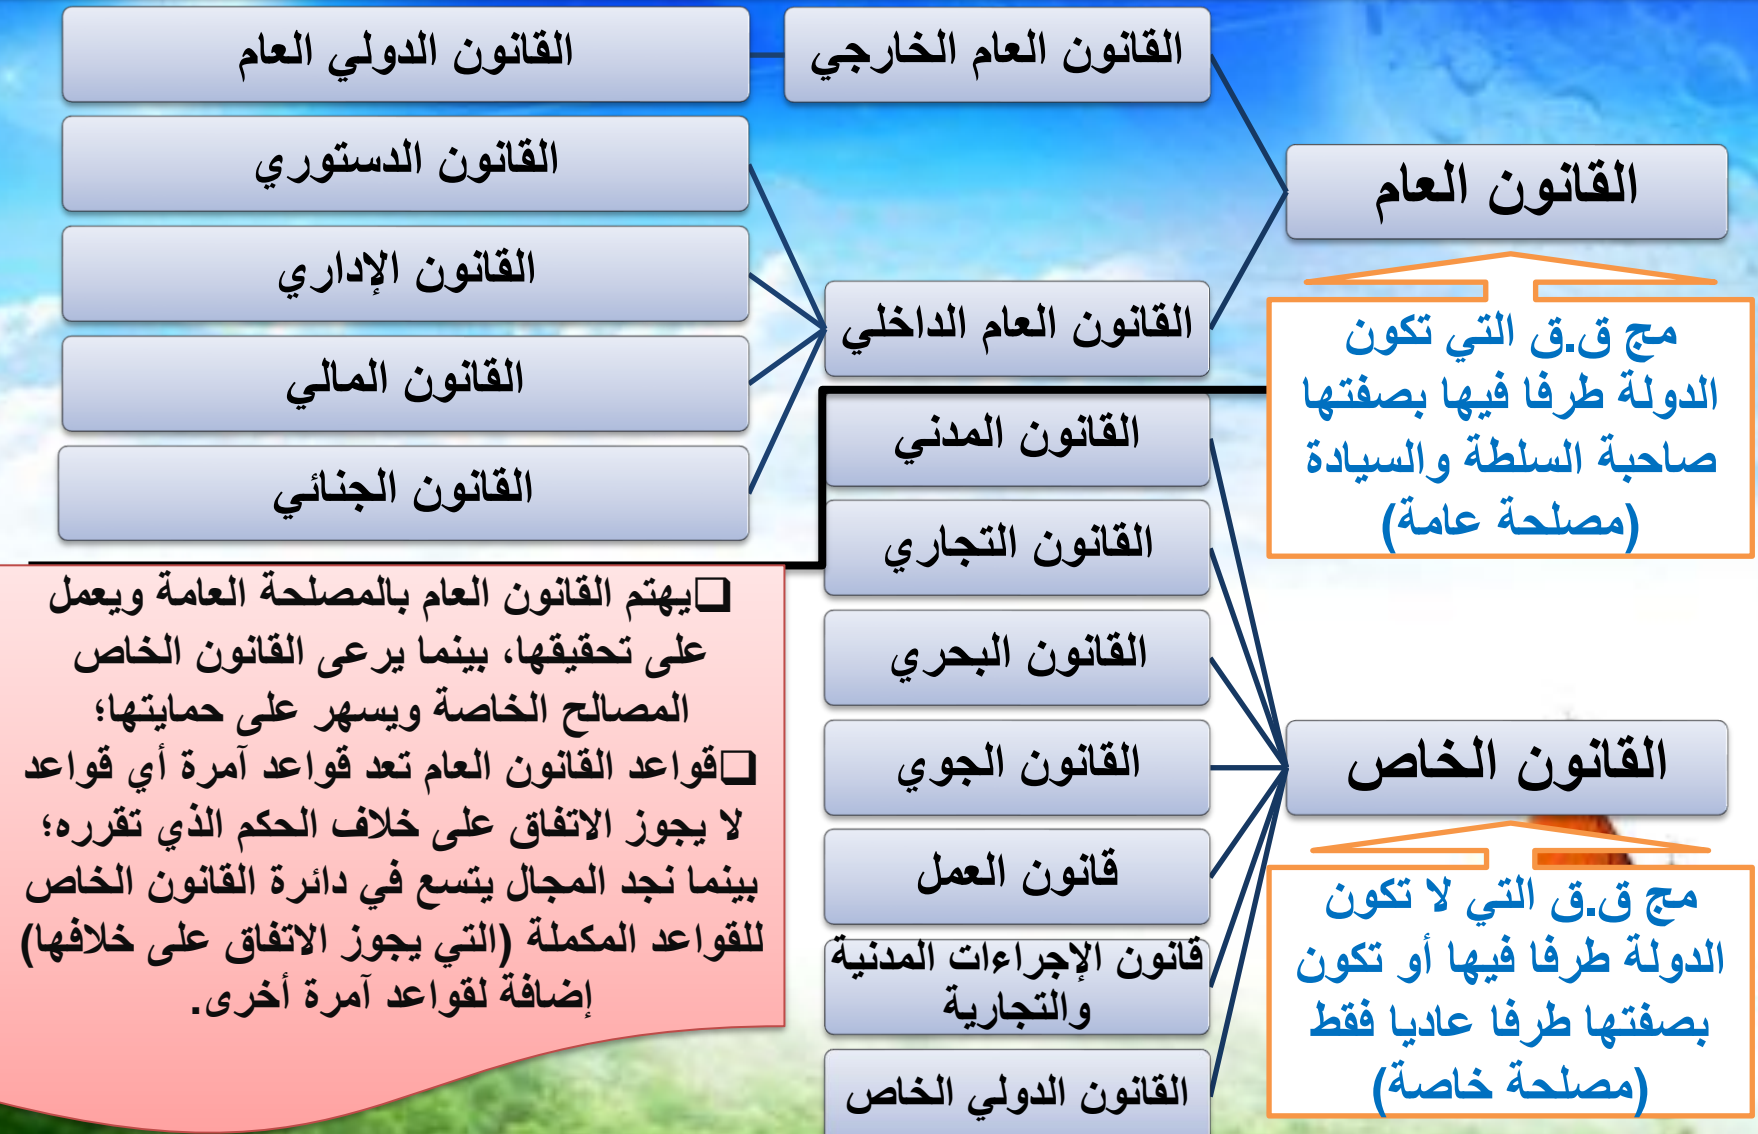 القانون العام
مج ق.ق التي تكون
الدولة طرفا فيها بصفتها
صاحبة السلطة والسيادة
(مصلحة عامة)
القانون العام الخارجي
القانون الدولي العام
القانون العام الداخلي
القانون الدستوري
القانون الإداري
القانون المالي
القانون الجنائي
القانون الخاص
مج ق.ق التي لا تكون
الدولة طرفا فيها أو تكون
بصفتها طرفا عاديا فقط
(مصلحة خاصة)
القانون المدني
القانون التجاري
القانون البحري
القانون الجوي
قانون العمل
قانون الإجراءات المدنية
والتجارية
القانون الدولي الخاص
❑يهتم القانون العام بالمصلحة العامة ويعمل
على تحقيقها، بينما يرعى القانون الخاص
المصالح الخاصة ويسهر على حمايتها؛
❑قواعد القانون العام تعد قواعد آمرة أي قواعد
لا يجوز الاتفاق على خلاف الحكم الذي تقرره؛
بينما نجد المجال يتسع في دائرة القانون الخاص
للقواعد المكملة (التي يجوز الاتفاق على خلافها)
إضافة لقواعد آمرة أخرى.